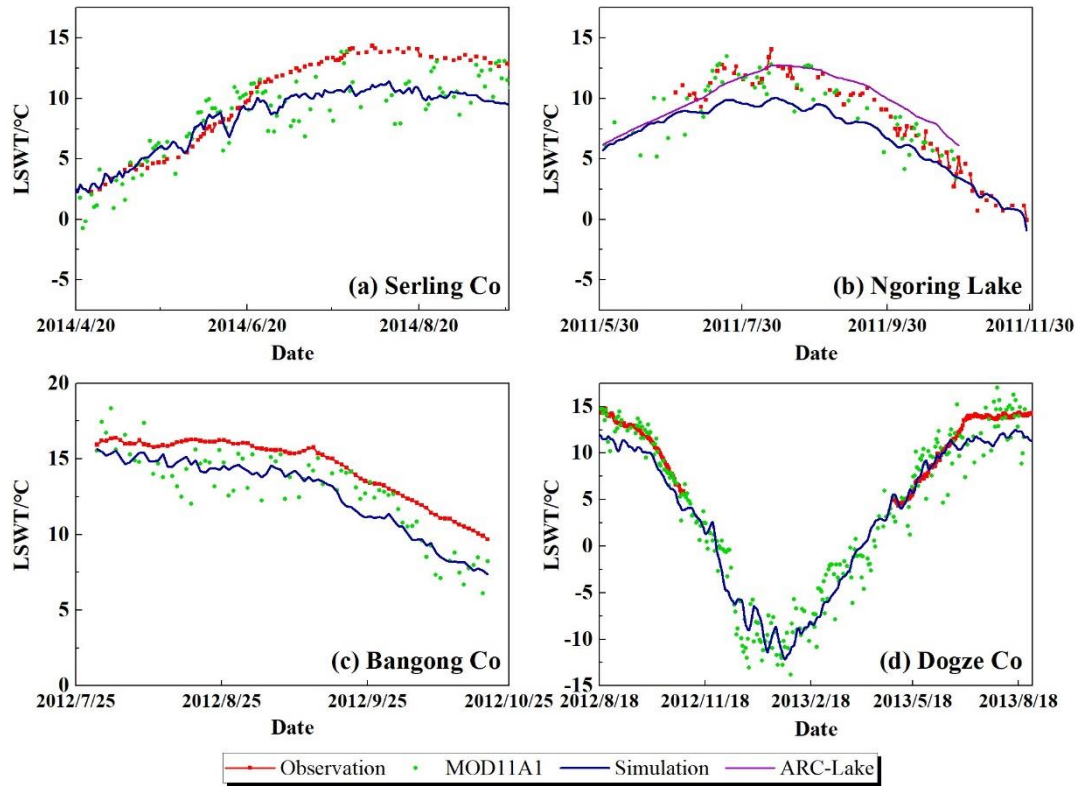 15
10
5
0
-5
LSWT/°C
(a) Serling Co
2014/4/20 2014/6/20 2014/8/20
Date
15
10
5
0
-5
LSWT/°C
(b) Ngoring Lake
2011/5/30 2011/7/30 2011/9/30 2011/11/30
Date
20
15
10
5
0
LSWT/°C
(c) Bangong Co
2012/7/25 2012/8/25 2012/9/25 2012/10/25
Date
15
10
5
0
-5
-10
-15
LSWT/°C
(d) Dogze Co
2012/8/18 2012/11/18 2013/2/18 2013/5/18 2013/8/18
Date
Observation MOD11A1 Simulation ARC-Lake